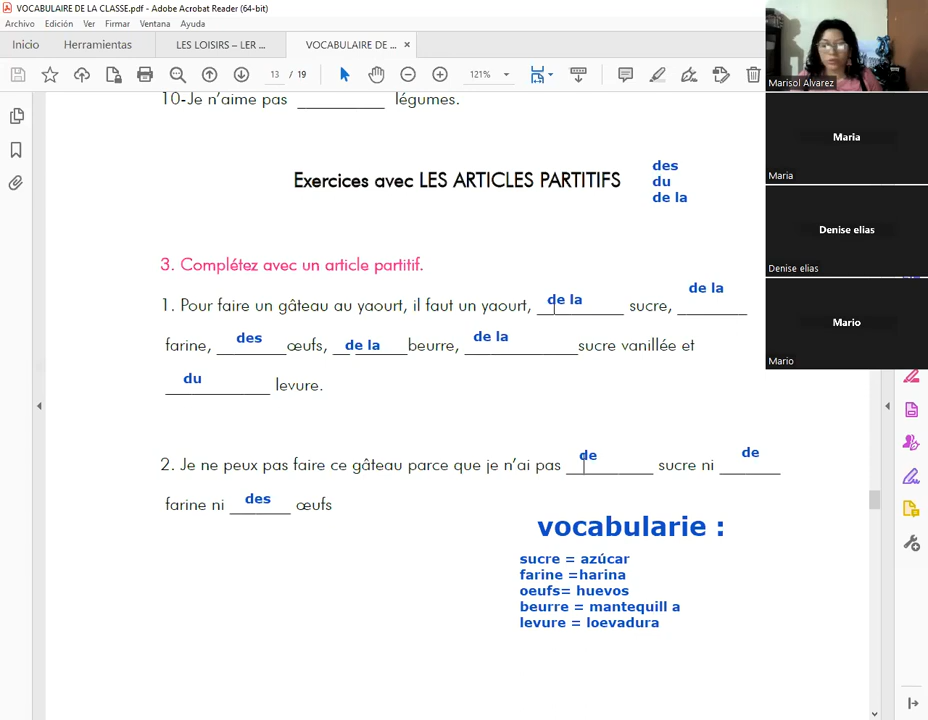 VOCABULAIRE DE LA CLASSE.pdf - Adobe Acrobat Reader (64-bit)
Archivo Edición Ver Firmar Ventana Ayuda
Inicio Herramientas LES LOISIRS – LER ... VOCABULAIRE DE ... ×
13 / 19 121%
10-Je n'aime pas __________ légumes.
Exercices avec LES ARTICLES PARTITIFS
des
du
de la
3. Complétez avec un article partitif.
1. Pour faire un gâteau au yaourt, il faut un yaourt, de la sucre, de la
farine, des œufs, de la beurre, de la sucre vanillée et
du levure.
2. Je ne peux pas faire ce gâteau parce que je n'ai pas de sucre ni de
farine ni des œufs
vocabularie :
sucre = azúcar
farine =harina
oeufs= huevos
beurre = mantequill a
levure = loevadura
Marisol Alvarez
Maria
Maria
Denise elias
Denise elias
Mario
Mario